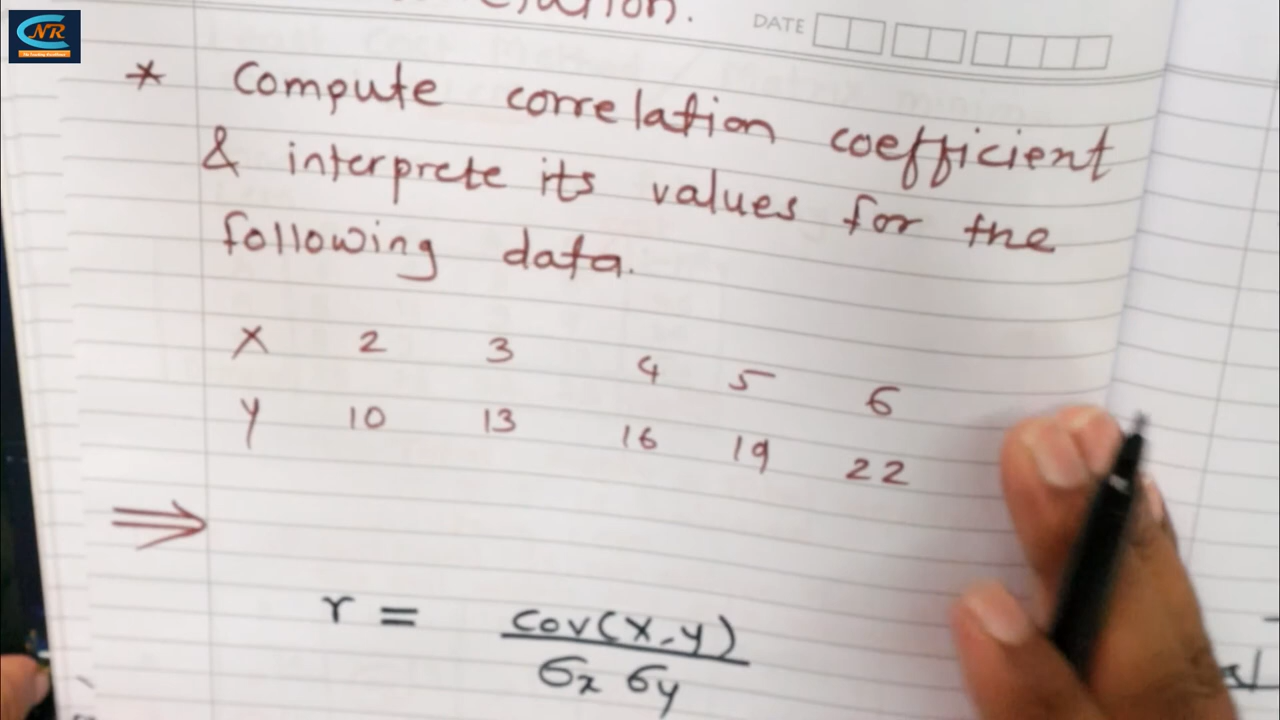 NR
DATE
* Compute correlation coefficient
& interprete its values for the
following data.
X 2 3 4 5 6
Y 10 13 16 19 22
⇒
r = cov(x,y)
σx σy